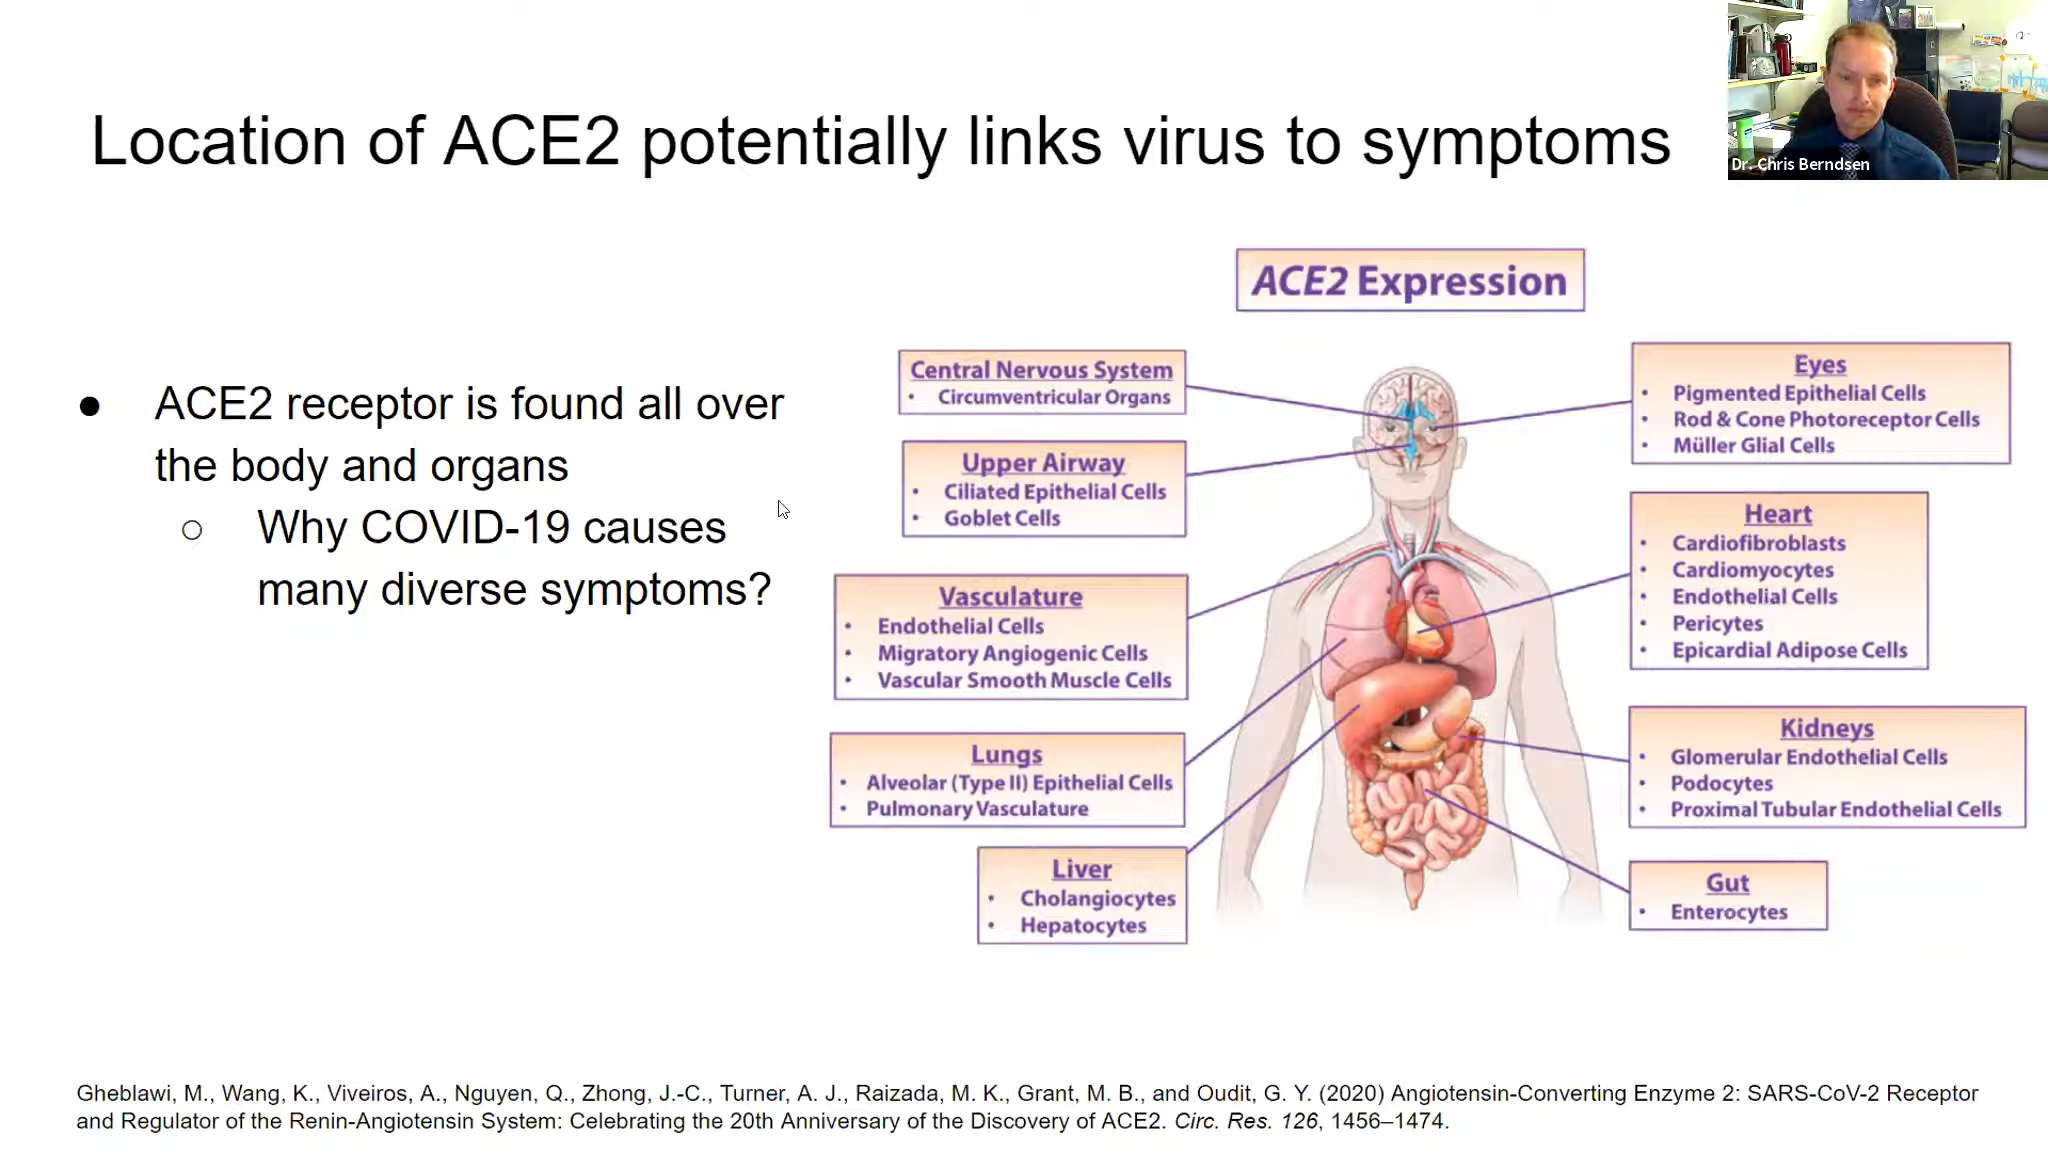 Location of ACE2 potentially links virus to symptoms
Dr. Chris Berndsen
● ACE2 receptor is found all over
the body and organs
○ Why COVID-19 causes
many diverse symptoms?
ACE2 Expression
Central Nervous System
• Circumventricular Organs
Upper Airway
• Ciliated Epithelial Cells
• Goblet Cells
Vasculature
• Endothelial Cells
• Migratory Angiogenic Cells
• Vascular Smooth Muscle Cells
Lungs
• Alveolar (Type II) Epithelial Cells
• Pulmonary Vasculature
Liver
• Cholangiocytes
• Hepatocytes
Eyes
• Pigmented Epithelial Cells
• Rod & Cone Photoreceptor Cells
• Müller Glial Cells
Heart
• Cardiofibroblasts
• Cardiomyocytes
• Endothelial Cells
• Pericytes
• Epicardial Adipose Cells
Kidneys
• Glomerular Endothelial Cells
• Podocytes
• Proximal Tubular Endothelial Cells
Gut
• Enterocytes
Gheblawi, M., Wang, K., Viveiros, A., Nguyen, Q., Zhong, J.-C., Turner, A. J., Raizada, M. K., Grant, M. B., and Oudit, G. Y. (2020) Angiotensin-Converting Enzyme 2: SARS-CoV-2 Receptor
and Regulator of the Renin-Angiotensin System: Celebrating the 20th Anniversary of the Discovery of ACE2. Circ. Res. 126, 1456–1474.